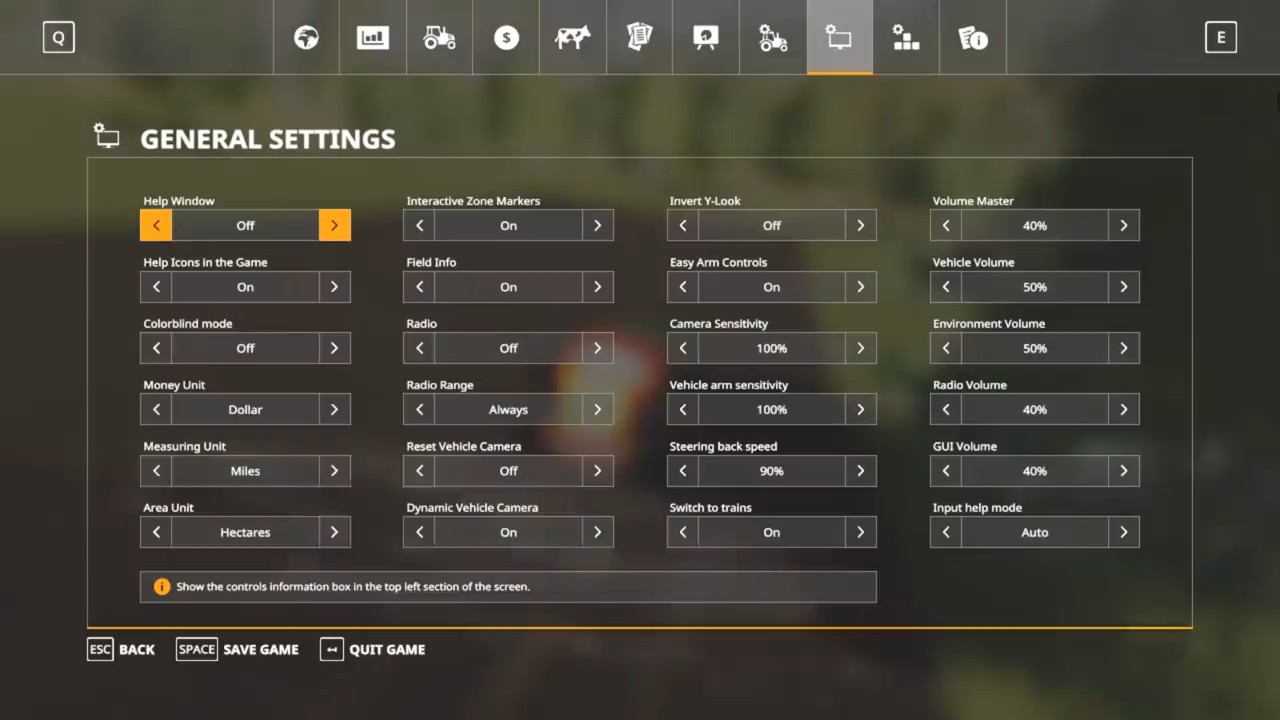 Q
E
GENERAL SETTINGS
Help Window
Off
Help Icons in the Game
On
Colorblind mode
Off
Money Unit
Dollar
Measuring Unit
Miles
Area Unit
Hectares
Interactive Zone Markers
On
Field Info
On
Radio
Off
Radio Range
Always
Reset Vehicle Camera
Off
Dynamic Vehicle Camera
On
Invert Y-Look
Off
Easy Arm Controls
On
Camera Sensitivity
100%
Vehicle arm sensitivity
100%
Steering back speed
90%
Switch to trains
On
Volume Master
40%
Vehicle Volume
50%
Environment Volume
50%
Radio Volume
40%
GUI Volume
40%
Input help mode
Auto
Show the controls information box in the top left section of the screen.
ESC BACK SPACE SAVE GAME QUIT GAME